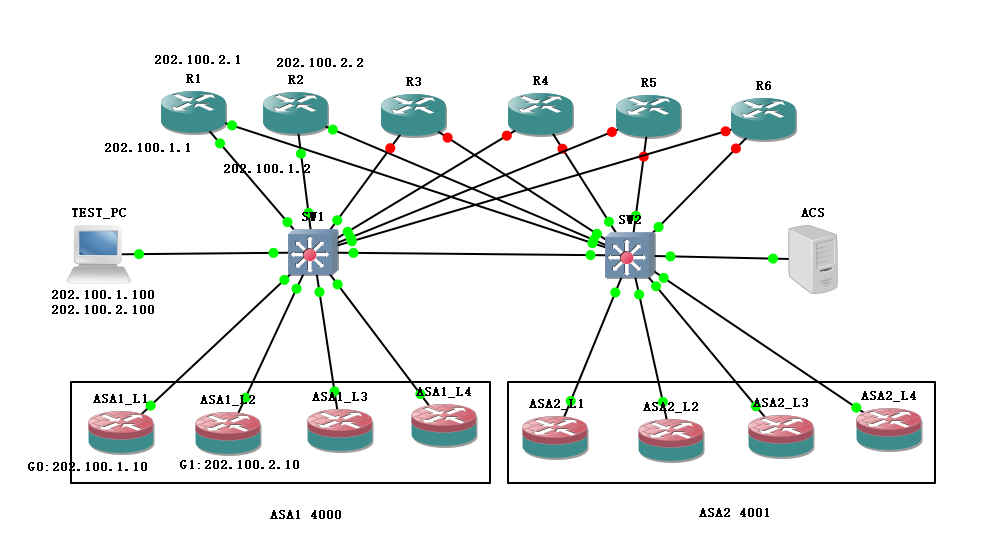 202.100.2.1
202.100.2.2
R1
R2
R3
R4
R5
R6
202.100.1.1
202.100.1.2
TEST_PC
SW1
SW2
ACS
202.100.1.100
202.100.2.100
ASA1_L1
ASA1_L2
ASA1_L3
ASA1_L4
ASA2_L1
ASA2_L2
ASA2_L3
ASA2_L4
G0:202.100.1.10
G1:202.100.2.10
ASA1 4000
ASA2 4001